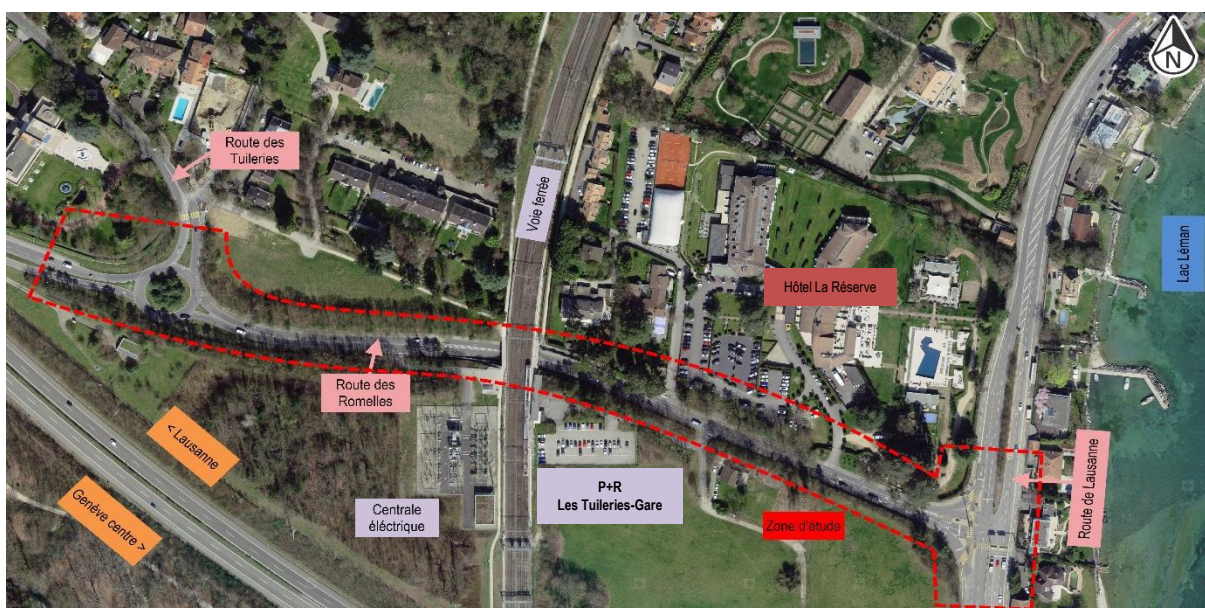 N
Route des
Tuileries
Voie ferrée
Lac Léman
Hôtel La Réserve
Route des
Romelles
< Lausanne
Genève centre >
Centrale
éléctrique
P+R
Les Tuileries-Gare
Zone d'étude
Route de Lausanne